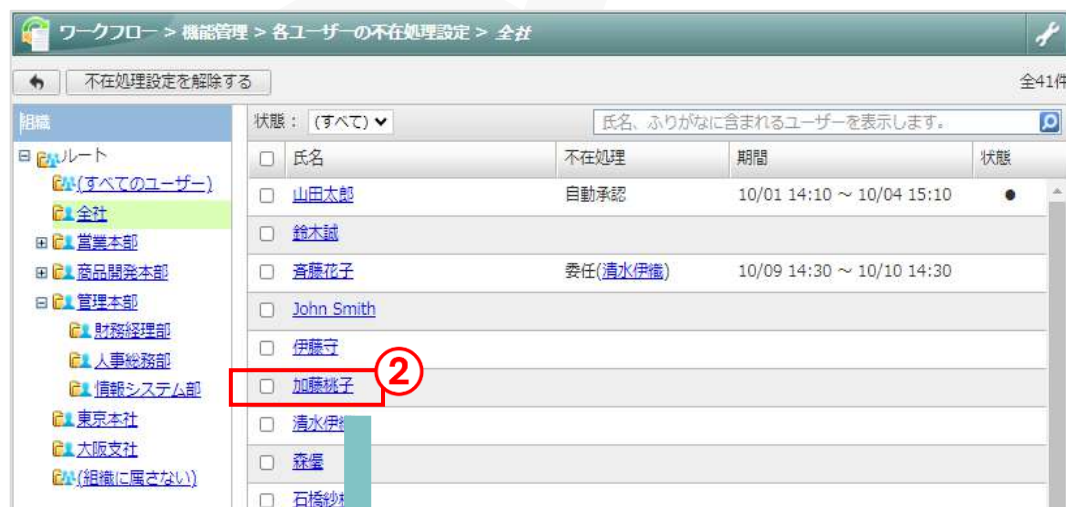 ワークフロー > 機能管理 > 各ユーザーの不在処理設定 > 全社
不在処理設定を解除する
全41件
組織
状態： (すべて)
氏名、ふりがなに含まれるユーザーを表示します。
ルート
(すべてのユーザー)
全社
営業本部
商品開発本部
管理本部
財務経理部
人事総務部
情報システム部
東京本社
大阪支社
(組織に属さない)
氏名 不在処理 期間 状態
山田太郎 自動承認 10/01 14:10 ～ 10/04 15:10 ●
鈴木誠
斉藤花子 委任(清水伊織) 10/09 14:30 ～ 10/10 14:30
John Smith
伊藤守
加藤桃子 ②
清水伊
森優
石橋紗